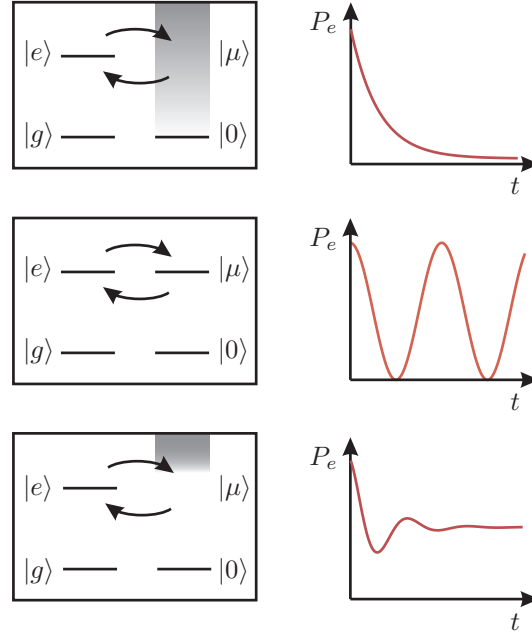 P_e
|e⟩ |μ⟩
|g⟩ |0⟩
t
P_e
|e⟩ |μ⟩
|g⟩ |0⟩
t
P_e
|e⟩ |μ⟩
|g⟩ |0⟩
t